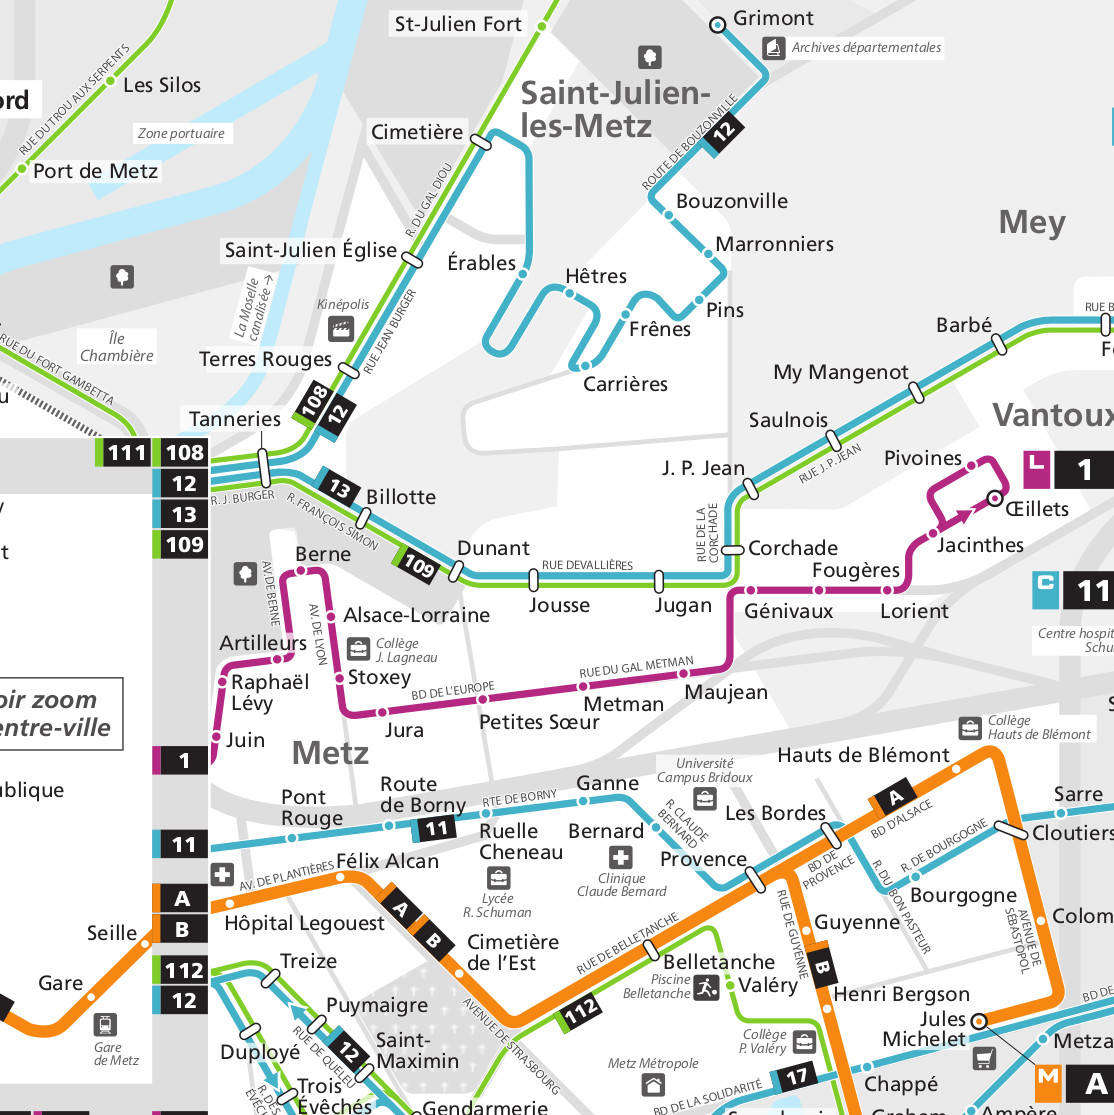 St-Julien Fort
Grimont
Archives départementales
Les Silos
RUE DU TROU AUX SERPENTS
ord
Zone portuaire
Port de Metz
Saint-Julien-
les-Metz
Cimetière
12
ROUTE DE BOUZONVILLE
R. DU GAL DIOU
Bouzonville
Mey
Saint-Julien Église
Marronniers
Érables
Hêtres
La Moselle
canalisée →
Kinépolis
RUE JEAN BURGER
Pins
Frênes
Barbé
RUE B
Île
Chambière
RUE DU FORT GAMBETTA
Terres Rouges
My Mangenot
Carrières
108
12
Tanneries
Saulnois
Vantoux
111
108
12
13
109
R. J. BURGER
13
Billotte
R. FRANÇOIS SIMON
J. P. Jean
RUE J.P. JEAN
Pivoines
L
1
Œillets
RUE DE LA
CORCHADE
Corchade
Jacinthes
Berne
109
Dunant
RUE DEVALLIÈRES
Jousse
Jugan
Fougères
Génivaux
Lorient
C
11
AV. DE BERNE
AV. DE LYON
Alsace-Lorraine
Artilleurs
Collège
J. Lagneau
Centre hospit
Schu
Raphaël
Lévy
Stoxey
BD DE L'EUROPE
RUE DU GAL METMAN
Maujean
Metman
Petites Sœur
Jura
Juin
oir zoom
entre-ville
1
Metz
Collège
Hauts de Blémont
Hauts de Blémont
Université
Campus Bridoux
ublique
Pont
Rouge
Route
de Borny
RTE DE BORNY
Ganne
R. CLAUDE
BERNARD
Les Bordes
A
BD D'ALSACE
Sarre
11
11
Ruelle
Cheneau
Bernard
Cloutiers
Félix Alcan
AV. DE PLANTIÈRES
Clinique
Claude Bernard
Provence
BD DE
PROVENCE
R. DE BOURGOGNE
R. DU BON PASTEUR
Bourgogne
Lycée
R. Schuman
A
B
Hôpital Legouest
A
B
Seille
Cimetière
de l'Est
RUE DE BELLETANCHE
RUE DE GUYENNE
Guyenne
AVENUE DE
SÉBASTOPOL
Colom
112
12
Treize
Gare
Belletanche
Piscine
Belletanche
Valéry
B
Henri Bergson
Puymaigre
112
AVENUE DE STRASBOURG
Jules
Michelet
BD DE
Gare
de Metz
Duployé
RUE DE QUEULEU
12
Saint-
Maximin
Collège
P. Valéry
Metza
Metz Métropole
Trois
Évêchés
R. DES
ÉVÊCH
BD DE LA SOLIDARITÉ
17
Chappé
M
A
Gendarmerie